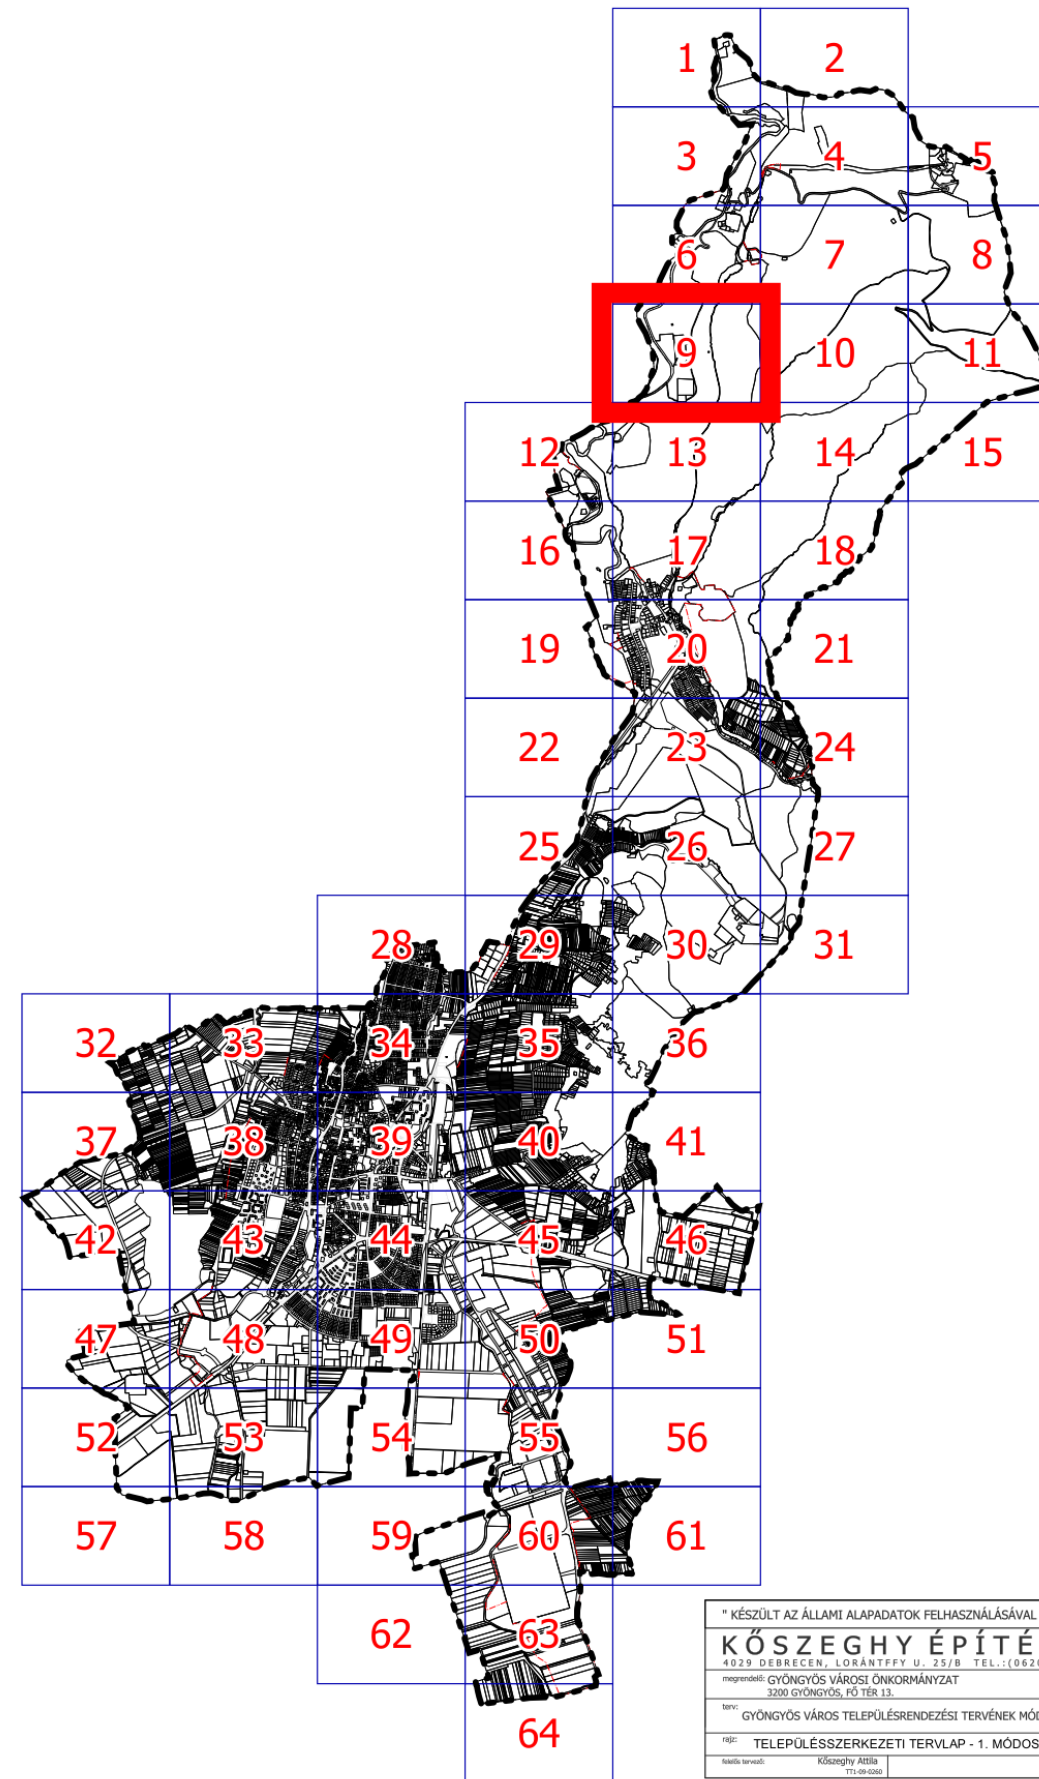 1 2
3 4 5
6 7 8
9 10 11
12 13 14 15
16 17 18
19 20 21
22 23 24
25 26 27
28 29 30 31
32 33 34 35 36
37 38 39 40 41
42 43 44 45 46
47 48 49 50 51
52 53 54 55 56
57 58 59 60 61
62 63
64
" KÉSZÜLT AZ ÁLLAMI ALAPADATOK FELHASZNÁLÁSÁVAL
KŐSZEGHY ÉPÍTÉ
4029 DEBRECEN, LORÁNTFFY U. 25/B TEL.:(0620
megrendelő: GYÖNGYÖS VÁROSI ÖNKORMÁNYZAT
3200 GYÖNGYÖS, FŐ TÉR 13.
terv: GYÖNGYÖS VÁROS TELEPÜLÉSRENDEZÉSI TERVÉNEK MÓD
rajz: TELEPÜLÉSSZERKEZETI TERVLAP - 1. MÓDOS
felelős tervező: Kőszeghy Attila
TT1-09-0260